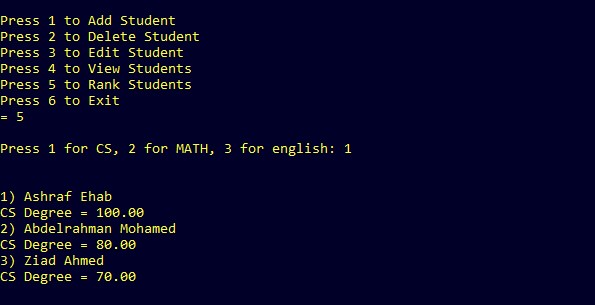 Press 1 to Add Student
Press 2 to Delete Student
Press 3 to Edit Student
Press 4 to View Students
Press 5 to Rank Students
Press 6 to Exit
= 5
Press 1 for CS, 2 for MATH, 3 for english: 1
1) Ashraf Ehab
CS Degree = 100.00
2) Abdelrahman Mohamed
CS Degree = 80.00
3) Ziad Ahmed
CS Degree = 70.00